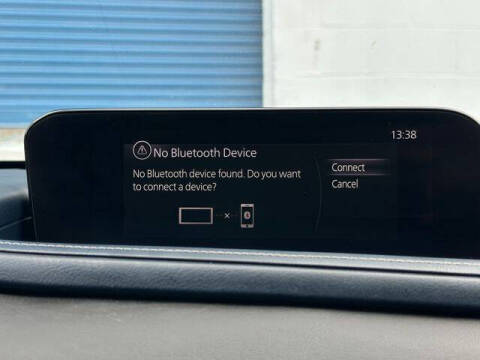 13:38
No Bluetooth Device
No Bluetooth device found. Do you want
to connect a device?
Connect
Cancel